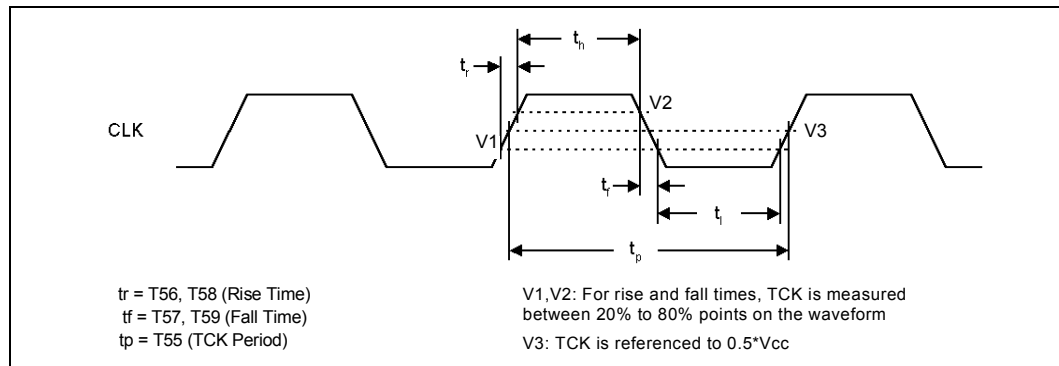 th
tr
V2
CLK
V1
V3
tf
tl
tp
tr = T56, T58 (Rise Time)
tf = T57, T59 (Fall Time)
tp = T55 (TCK Period)
V1,V2: For rise and fall times, TCK is measured
between 20% to 80% points on the waveform
V3: TCK is referenced to 0.5*Vcc